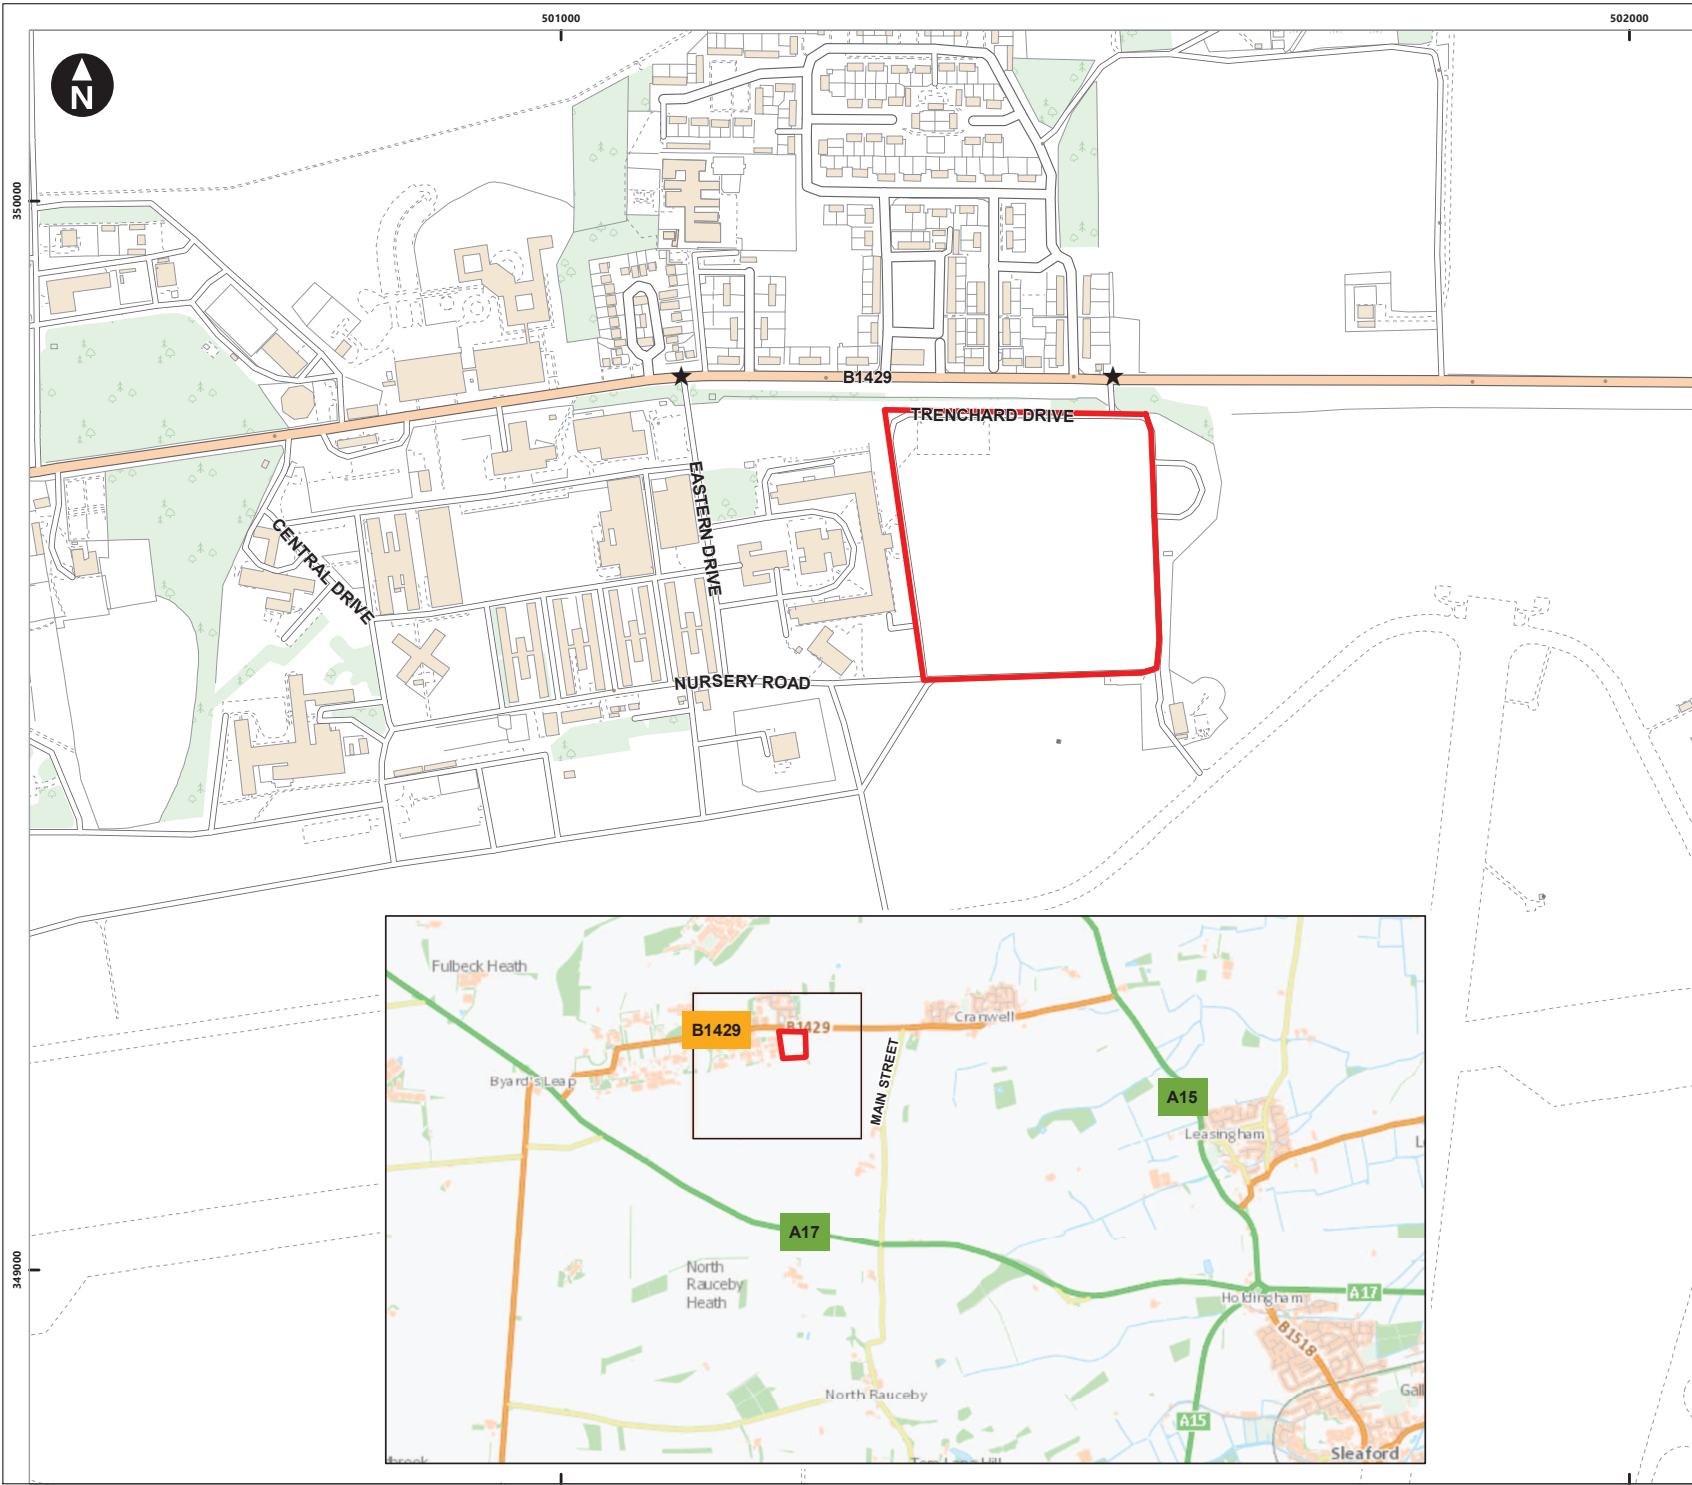 501000
502000
N
350000
B1429
TRENCHARD DRIVE
EASTERN DRIVE
CENTRAL DRIVE
NURSERY ROAD
349000
Fulbeck Heath
B1429
B1429
Cranwell
Byard's Leap
MAIN STREET
A15
Leasingham
A17
North
Rauceby
Heath
A17
Holdingham
B1518
North Rauceby
A15
Sleaford